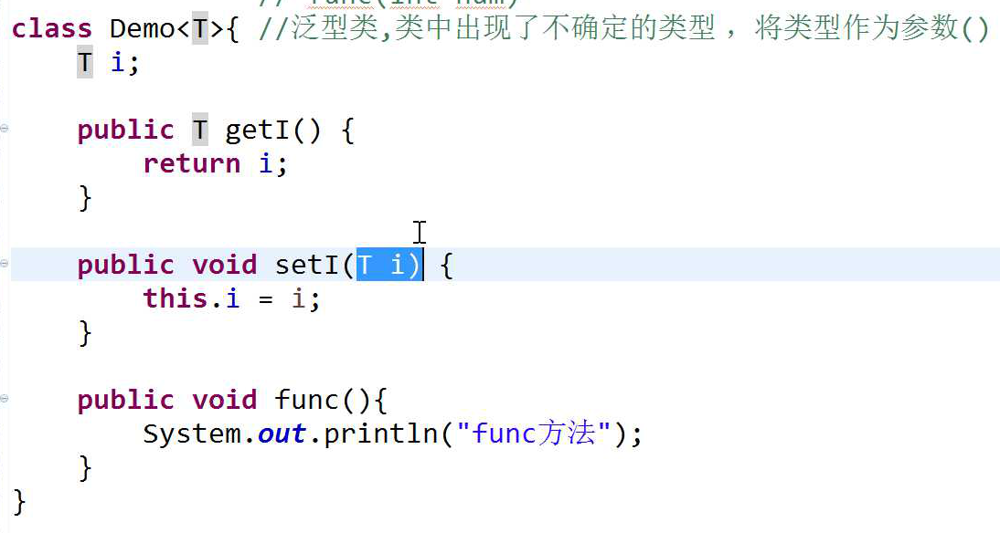 // func(int num)
class Demo<T>{ //泛型类,类中出现了不确定的类型 ，将类型作为参数()
T i;
public T getI() {
return i;
}
public void setI(T i) {
this.i = i;
}
public void func(){
System.out.println("func方法");
}
}